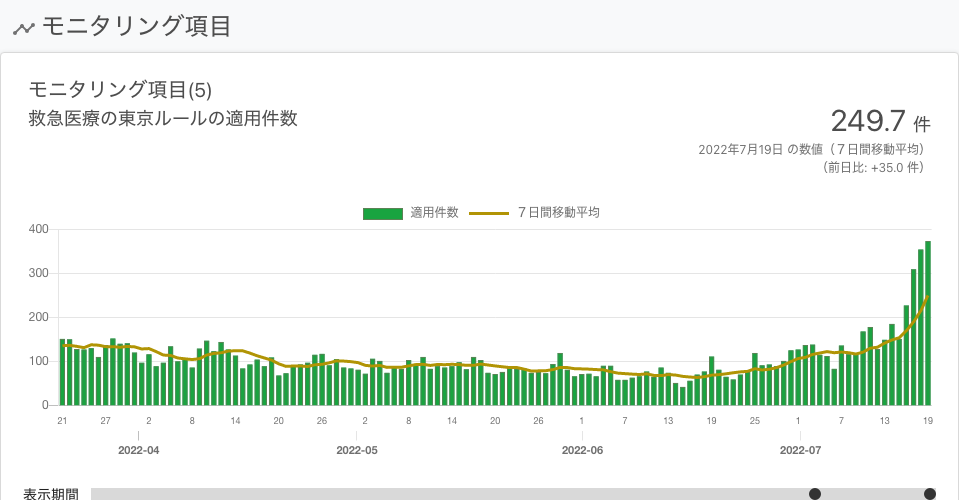 モニタリング項目
モニタリング項目(5)
救急医療の東京ルールの適用件数
249.7 件
2022年7月19日 の数値（７日間移動平均）
（前日比: +35.0 件）
適用件数 ７日間移動平均
400
300
200
100
0
21 27 2 8 14 20 26 2 8 14 20 26 1 7 13 19 25 1 7 13 19
2022-04 2022-05 2022-06 2022-07
表示期間